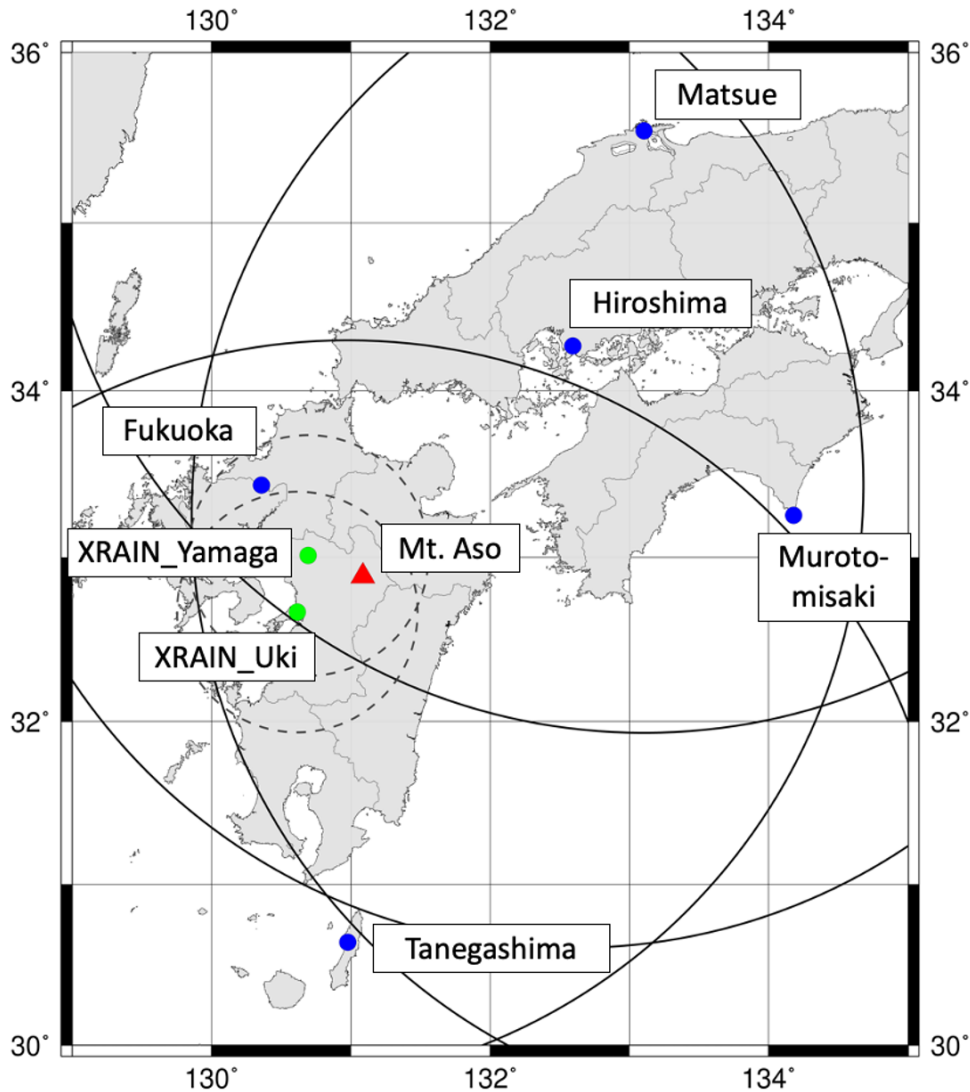 130˚ 132˚ 134˚
36˚ 36˚
Matsue
Hiroshima
34˚ 34˚
Fukuoka
XRAIN_Yamaga
Mt. Aso
Muroto-
misaki
XRAIN_Uki
32˚ 32˚
Tanegashima
30˚ 30˚
130˚ 132˚ 134˚